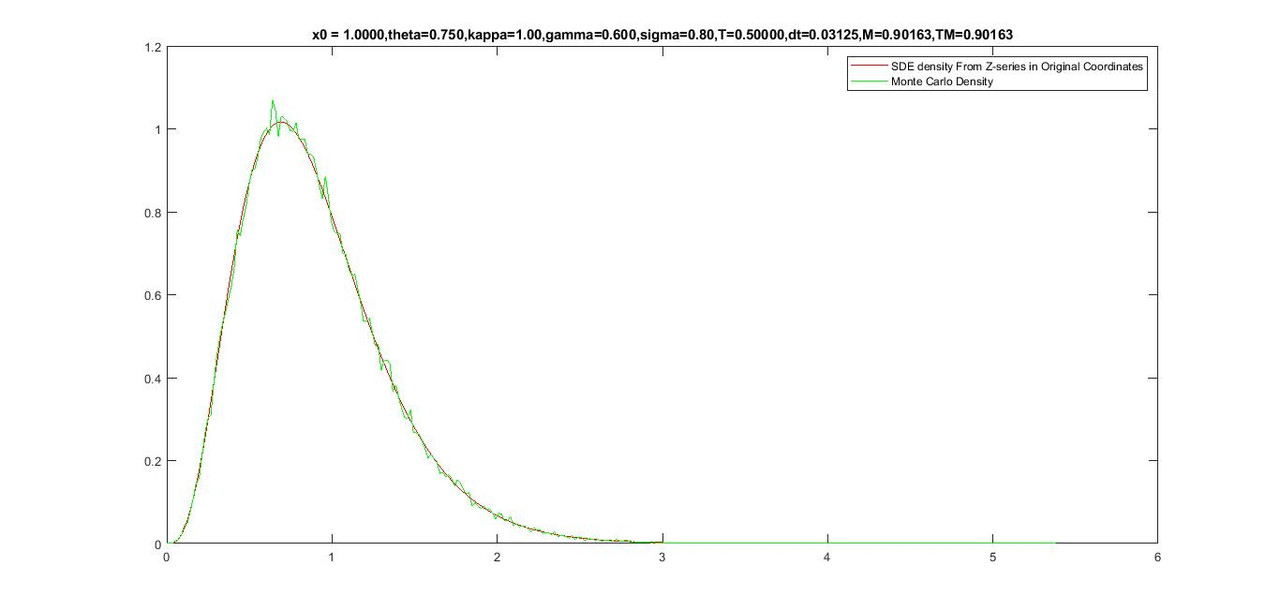 x0 = 1.0000,theta=0.750,kappa=1.00,gamma=0.600,sigma=0.80,T=0.50000,dt=0.03125,M=0.90163,TM=0.90163
SDE density From Z-series in Original Coordinates
Monte Carlo Density
1.2
1
0.8
0.6
0.4
0.2
0
0 1 2 3 4 5 6